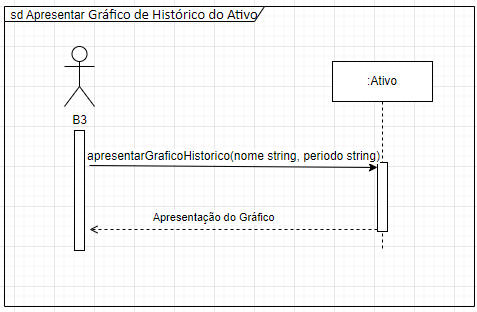 sd Apresentar Gráfico de Histórico do Ativo
:Ativo
B3
apresentarGraficoHistorico(nome string, periodo string)
Apresentação do Gráfico